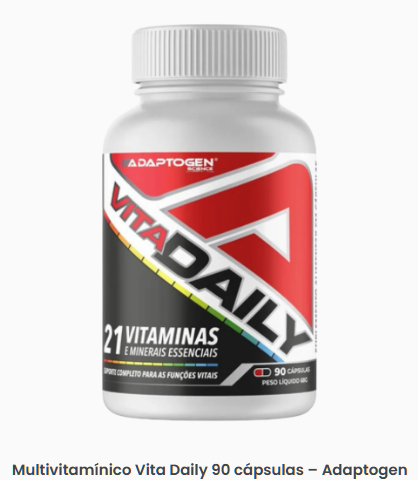 ADAPTOGEN
SCIENCE
VITA
DAILY
21 VITAMINAS
E MINERAIS ESSENCIAIS
SUPORTE COMPLETO PARA AS FUNÇÕES VITAIS
90 CÁPSULAS
PESO LÍQUIDO 68G
Multivitamínico Vita Daily 90 cápsulas – Adaptogen